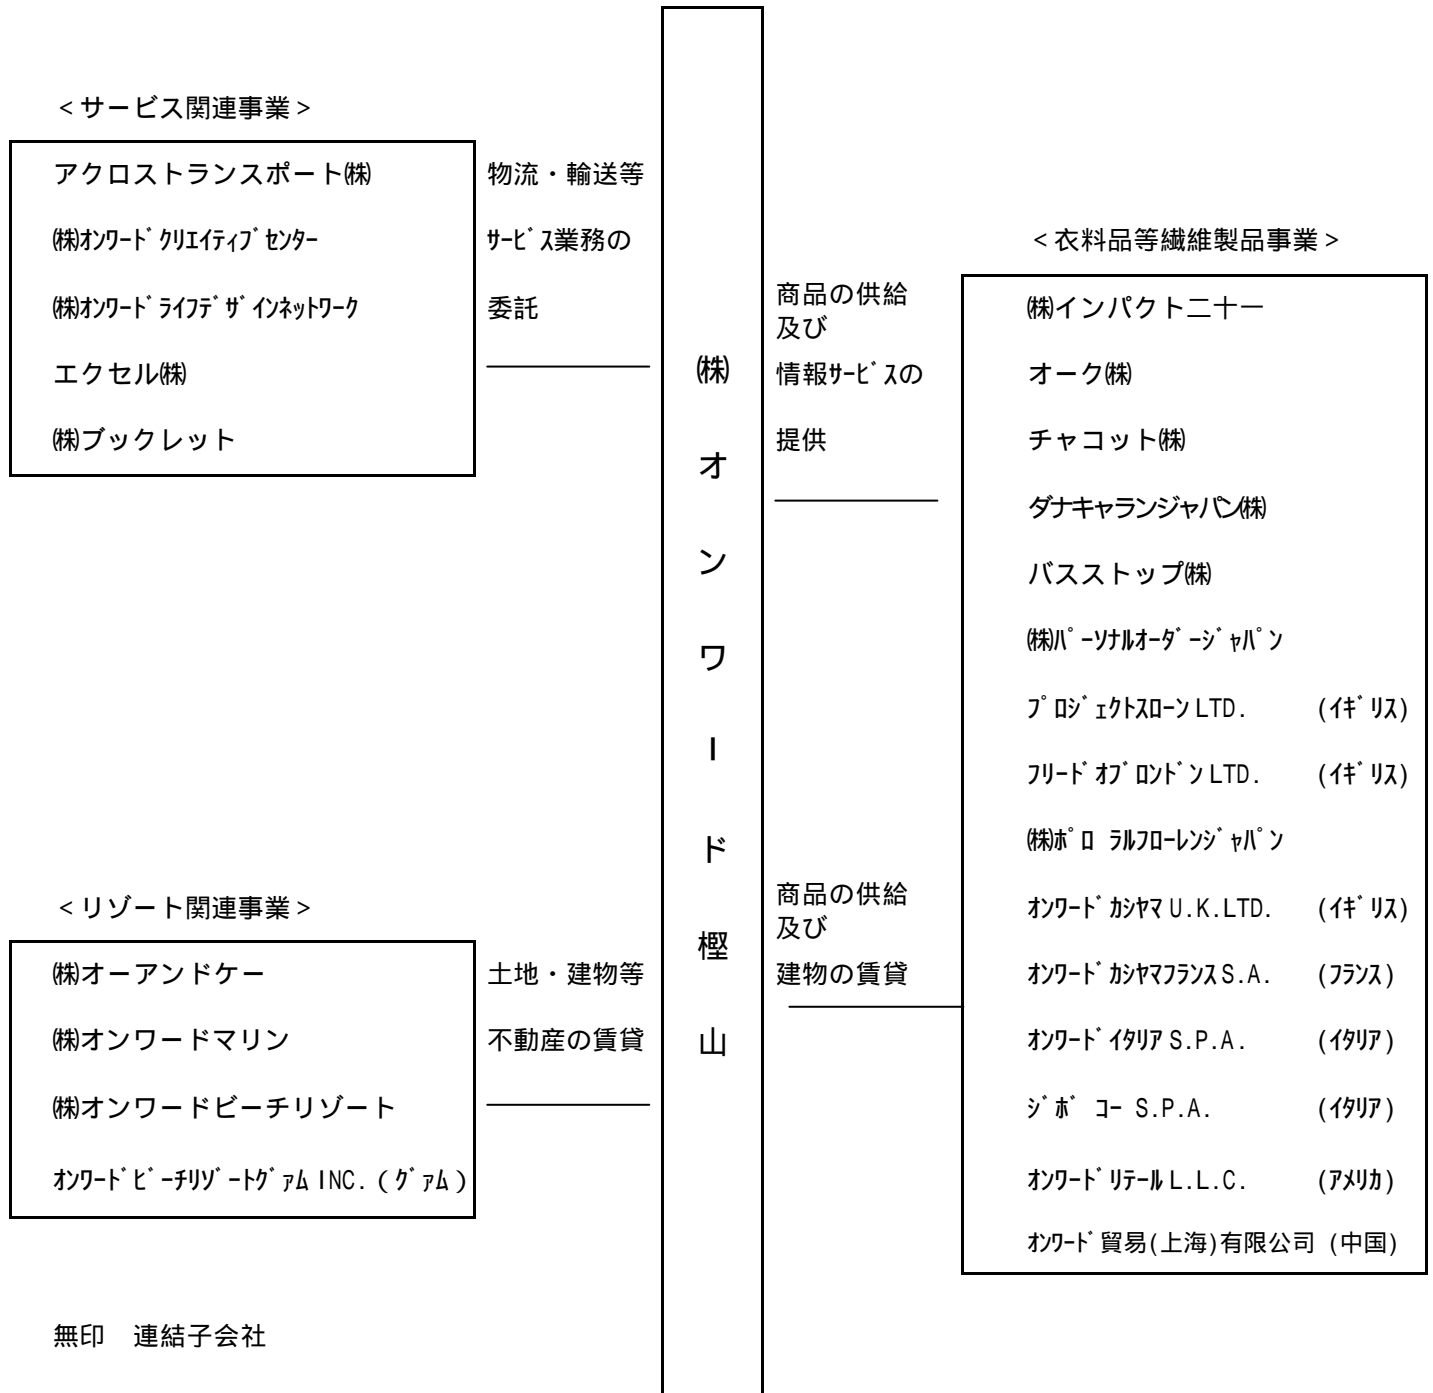 <サービス関連事業>
アクロストランスポート㈱
㈱ｵﾝﾜｰﾄﾞｸﾘｴｲﾃｨﾌﾞｾﾝﾀｰ
㈱ｵﾝﾜｰﾄﾞﾗｲﾌﾃﾞｻﾞｲﾝﾈｯﾄﾜｰｸ
エクセル㈱
㈱ブックレット
物流・輸送等
ｻｰﾋﾞｽ業務の
委託
<リゾート関連事業>
㈱オーアンドケー
㈱オンワードマリン
㈱オンワードビーチリゾート
ｵﾝﾜｰﾄﾞﾋﾞｰﾁﾘｿﾞｰﾄｸﾞｧﾑ INC. (ｸﾞｧﾑ)
土地・建物等
不動産の賃貸
無印　連結子会社
㈱オンワード樫山
商品の供給
及び
情報ｻｰﾋﾞｽの
提供
商品の供給
及び
建物の賃貸
<衣料品等繊維製品事業>
㈱インパクト二十一
オーク㈱
チャコット㈱
ダナキャランジャパン㈱
バスストップ㈱
㈱ﾊﾟｰｿﾅﾙｵｰﾀﾞｰｼﾞｬﾊﾟﾝ
ﾌﾟﾛｼﾞｪｸﾄｽﾛｰﾝ LTD. (ｲｷﾞﾘｽ)
ﾌﾘｰﾄﾞｵﾌﾞﾛﾝﾄﾞﾝ LTD. (ｲｷﾞﾘｽ)
㈱ﾎﾟﾛ ﾗﾙﾌﾛｰﾚﾝｼﾞｬﾊﾟﾝ
ｵﾝﾜｰﾄﾞｶｼﾔﾏ U.K.LTD. (ｲｷﾞﾘｽ)
ｵﾝﾜｰﾄﾞｶｼﾔﾏﾌﾗﾝｽ S.A. (ﾌﾗﾝｽ)
ｵﾝﾜｰﾄﾞｲﾀﾘｱ S.P.A. (ｲﾀﾘｱ)
ｼﾞﾎﾞ ｺｰ S.P.A. (ｲﾀﾘｱ)
ｵﾝﾜｰﾄﾞﾘﾃｰﾙ L.L.C. (ｱﾒﾘｶ)
ｵﾝﾜｰﾄﾞ貿易(上海)有限公司 (中国)